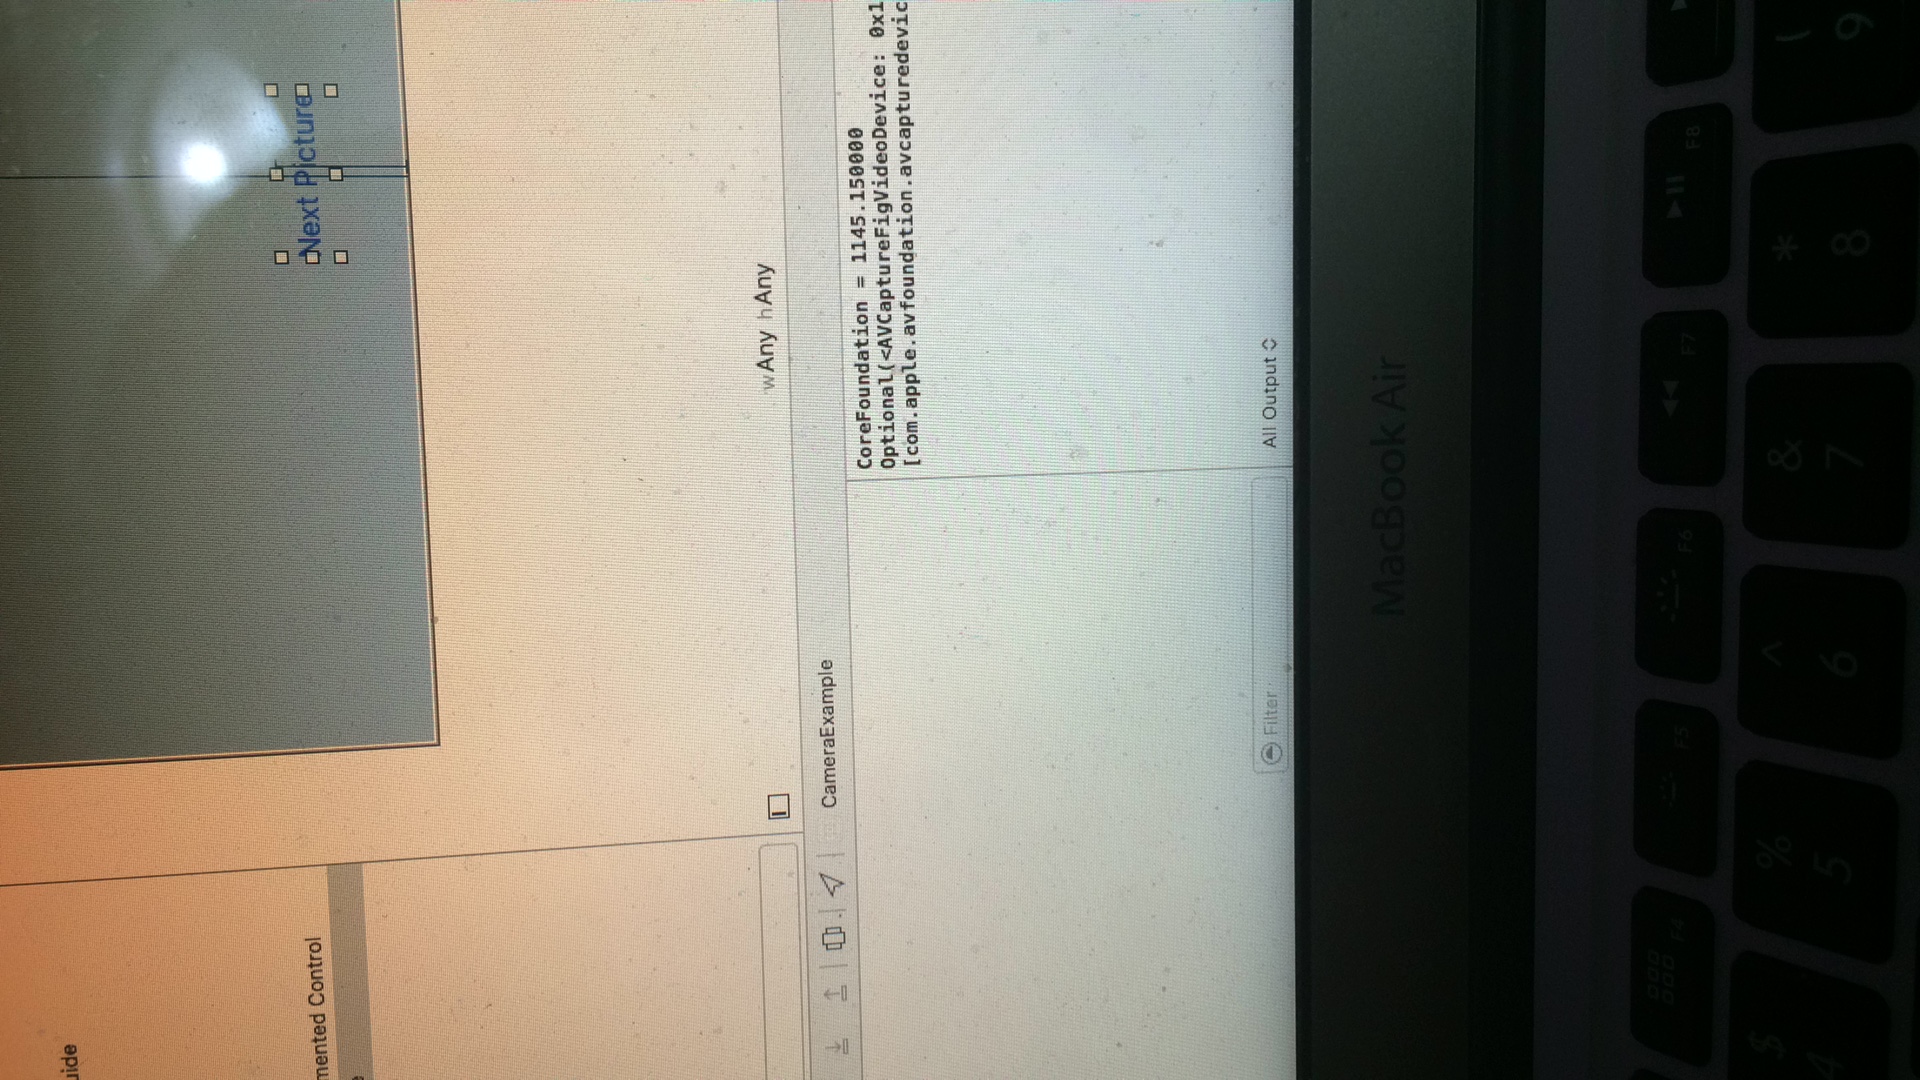 uide
Next Picture
mented Control
e
wAny hAny
CameraExample
CoreFoundation = 1145.150000
Optional(<AVCaptureFigVideoDevice: 0x1
[com.apple.avfoundation.avcapturedevic
Filter
All Output
MacBook Air
F4 F5 F6 F7 F8
$ % ^ & * (
4 5 6 7 8 9